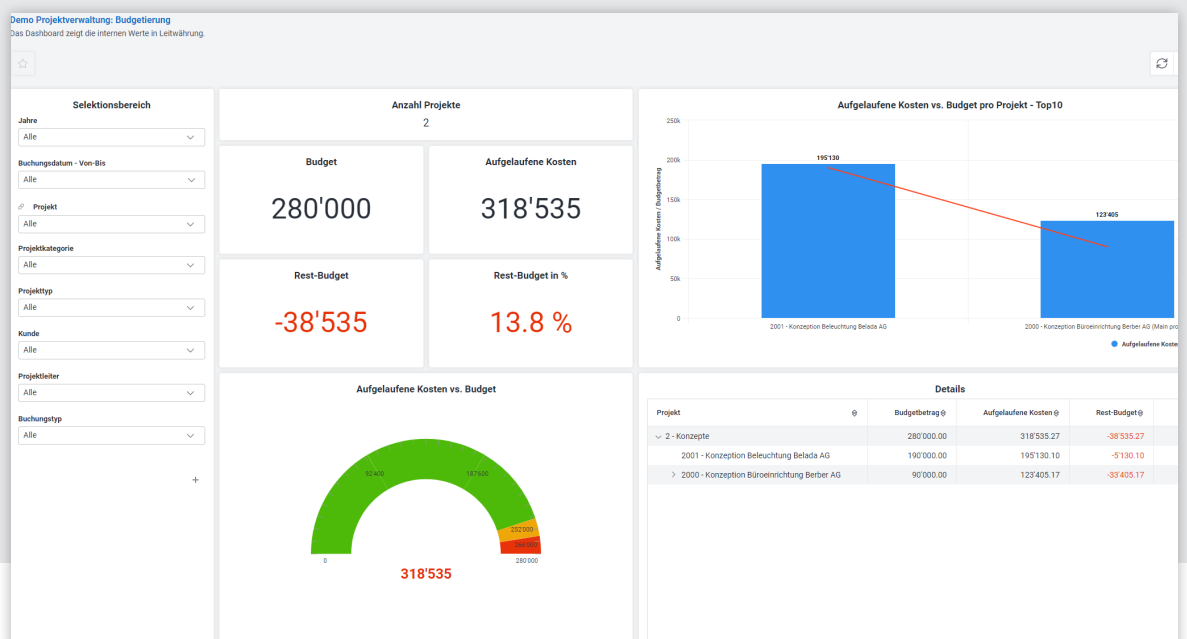 Demo Projektverwaltung: Budgetierung
Das Dashboard zeigt die internen Werte in Leitwährung.
Selektionsbereich
Jahre
Alle
Buchungsdatum - Von-Bis
Alle
Projekt
Alle
Projektkategorie
Alle
Projekttyp
Alle
Kunde
Alle
Projektleiter
Alle
Buchungstyp
Alle
+
Anzahl Projekte
2
Budget
280'000
Aufgelaufene Kosten
318'535
Rest-Budget
-38'535
Rest-Budget in %
13.8 %
Aufgelaufene Kosten vs. Budget
92'400
187'600
252'000
266'000
0
280'000
318'535
Aufgelaufene Kosten vs. Budget pro Projekt - Top10
Aufgelaufene Kosten / Budgetbetrag
250k
200k
150k
100k
50k
0
195'130
123'405
2001 - Konzeption Beleuchtung Belada AG
2000 - Konzeption Büroeinrichtung Berber AG (Main pro
Aufgelaufene Koste
Details
Projekt Budgetbetrag Aufgelaufene Kosten Rest-Budget
2 - Konzepte 280'000.00 318'535.27 -38'535.27
2001 - Konzeption Beleuchtung Belada AG 190'000.00 195'130.10 -5'130.10
2000 - Konzeption Büroeinrichtung Berber AG 90'000.00 123'405.17 -33'405.17